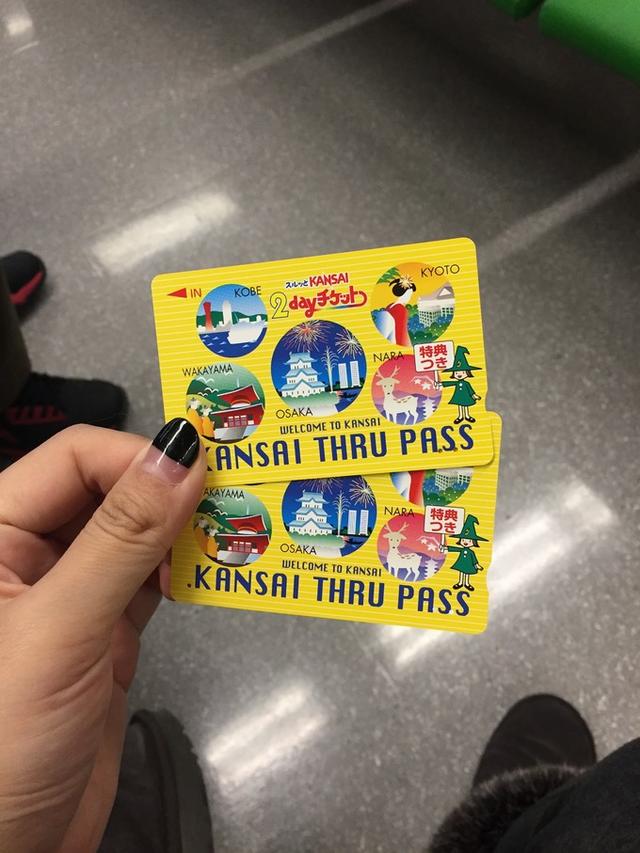 ◀IN
KOBE
スルッとKANSAI
2dayチケット
KYOTO
WAKAYAMA
OSAKA
NARA
特典
つき
WELCOME TO KANSAI
KANSAI THRU PASS
WAKAYAMA
OSAKA
NARA
特典
つき
WELCOME TO KANSAI
.KANSAI THRU PASS